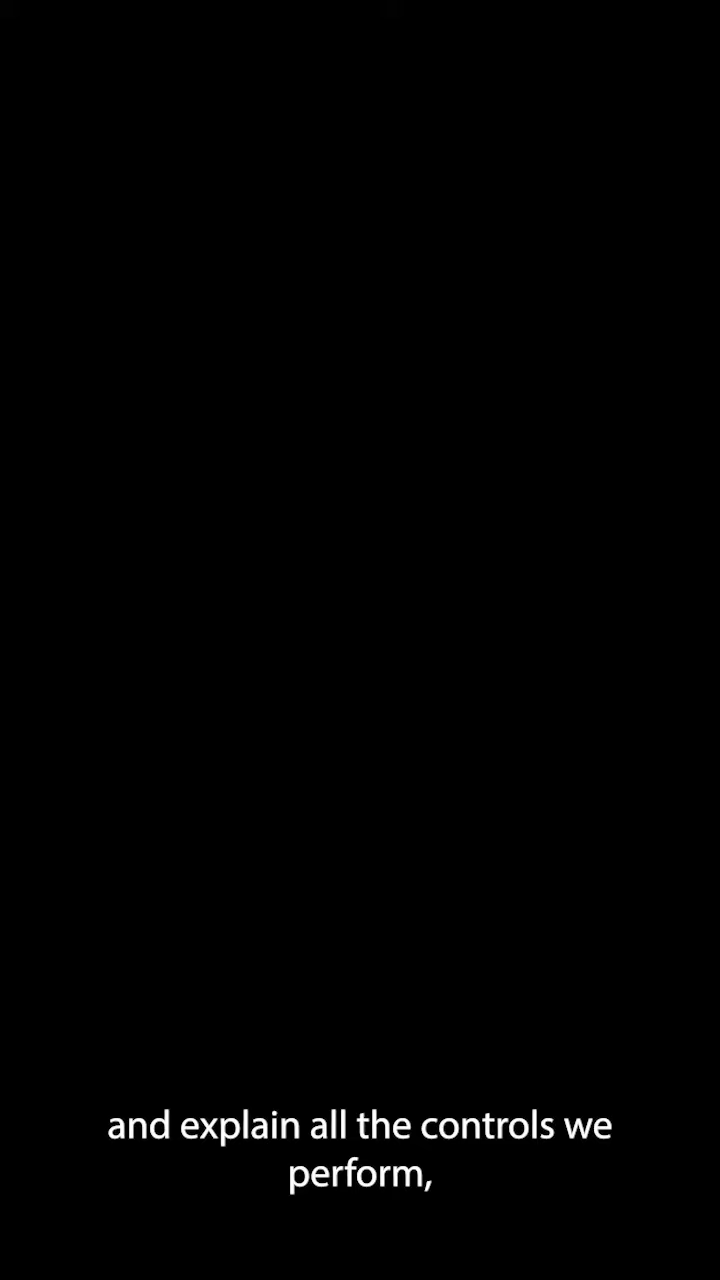 and explain all the controls we
perform,